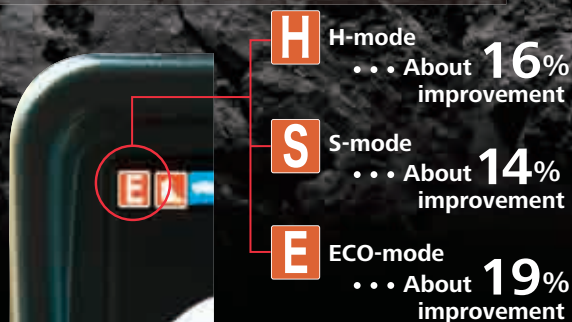 H H-mode
• • • About 16%
improvement
S S-mode
• • • About 14%
improvement
E
E ECO-mode
• • • About 19%
improvement